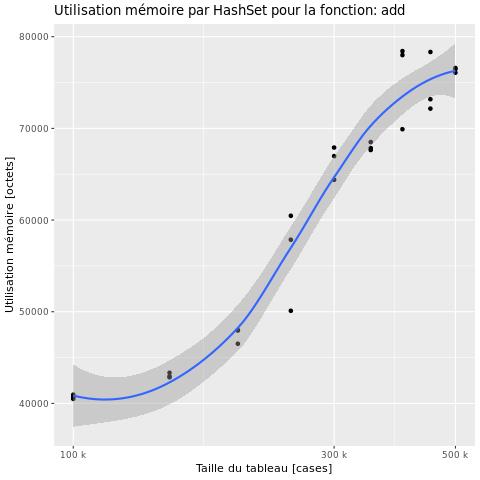 Utilisation mémoire par HashSet pour la fonction: add
80000
70000
60000
50000
40000
Utilisation mémoire [octets]
100 k
300 k
500 k
Taille du tableau [cases]